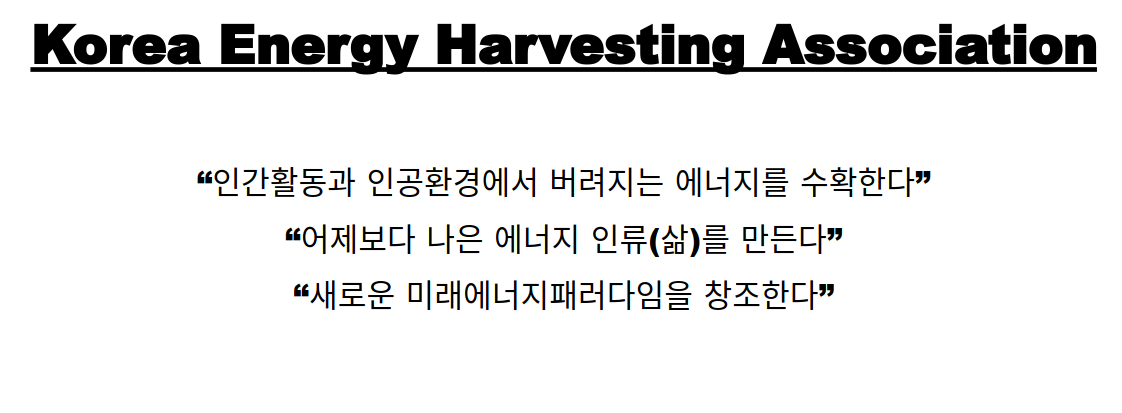 Korea Energy Harvesting Association
❝인간활동과 인공환경에서 버려지는 에너지를 수확한다❞
❝어제보다 나은 에너지 인류(삶)를 만든다❞
❝새로운 미래에너지패러다임을 창조한다❞